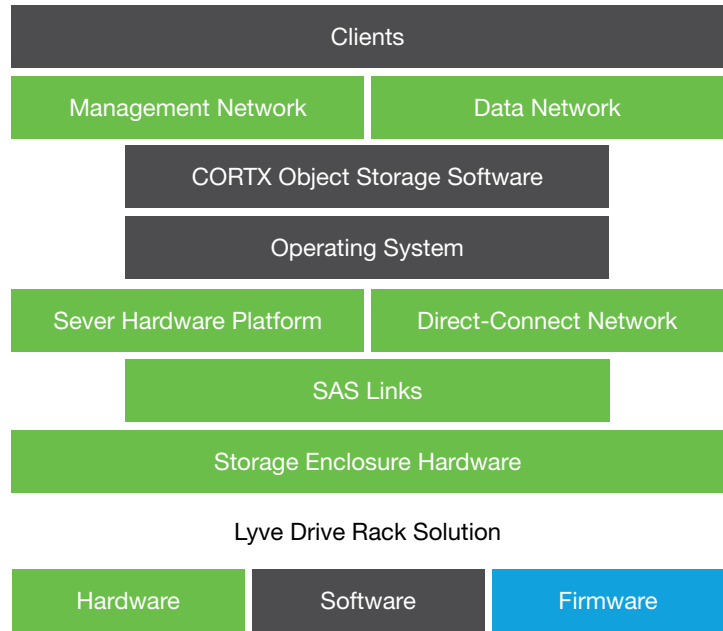 Clients
Management Network
Data Network
CORTX Object Storage Software
Operating System
Sever Hardware Platform
Direct-Connect Network
SAS Links
Storage Enclosure Hardware
Lyve Drive Rack Solution
Hardware
Software
Firmware